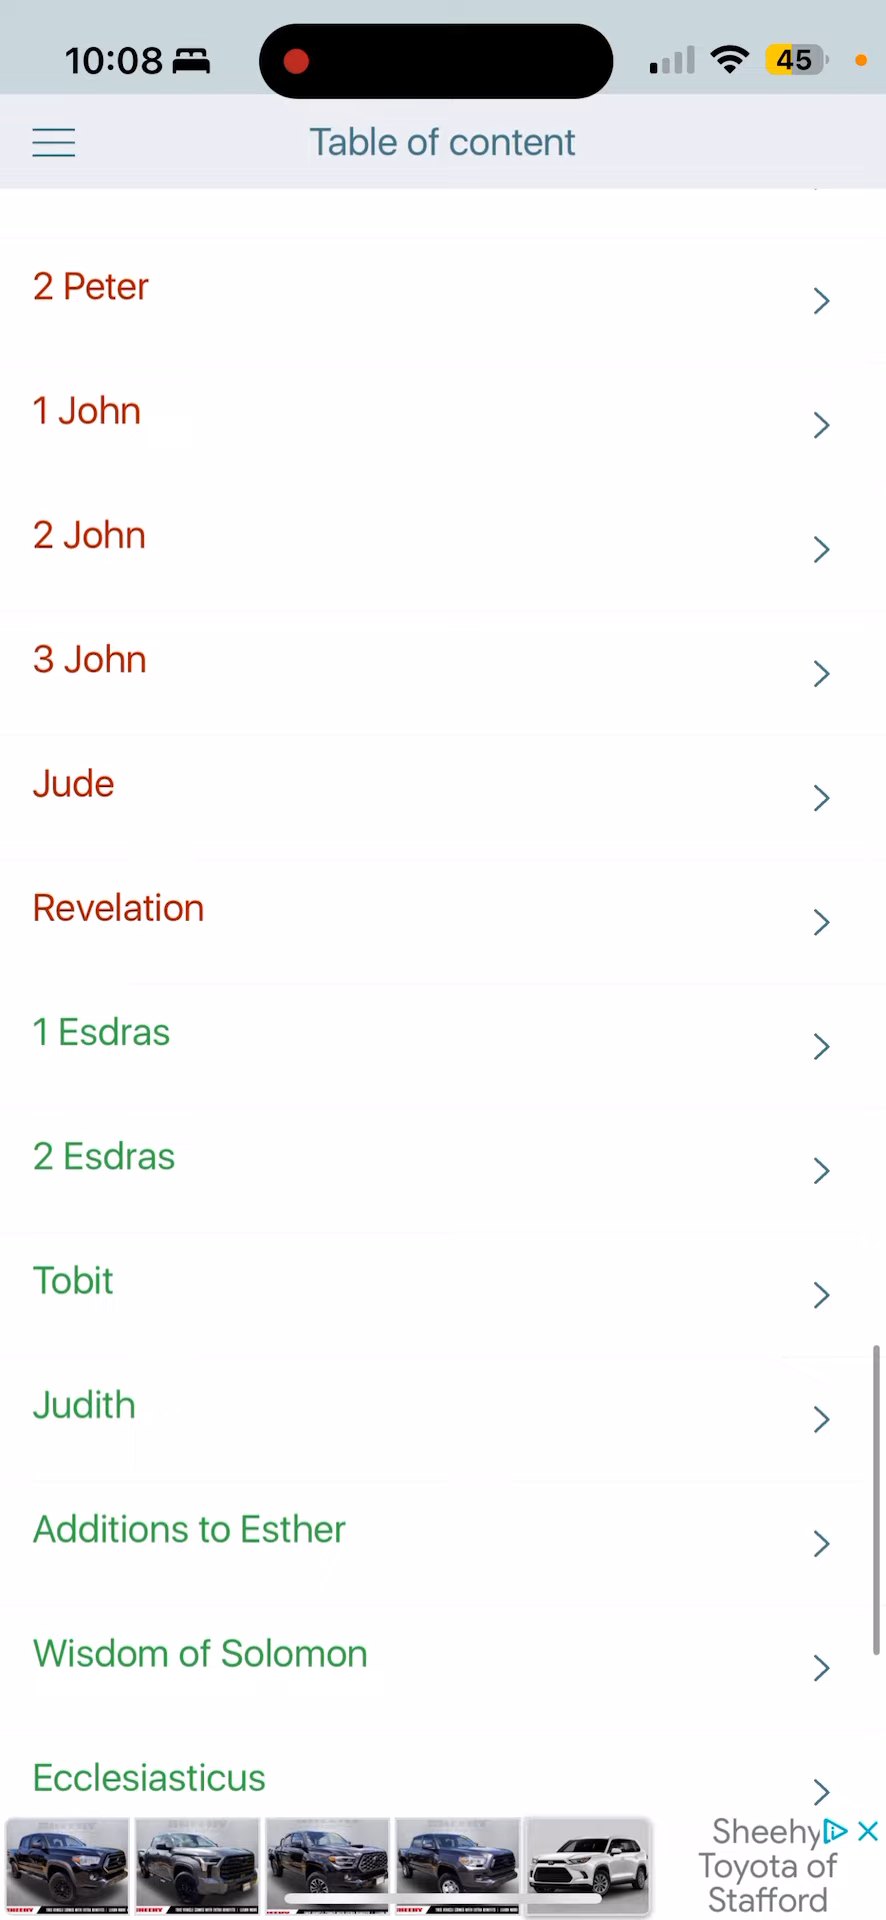 10:08
45
Table of content
2 Peter
1 John
2 John
3 John
Jude
Revelation
1 Esdras
2 Esdras
Tobit
Judith
Additions to Esther
Wisdom of Solomon
Ecclesiasticus
Sheehy
Toyota of
Stafford